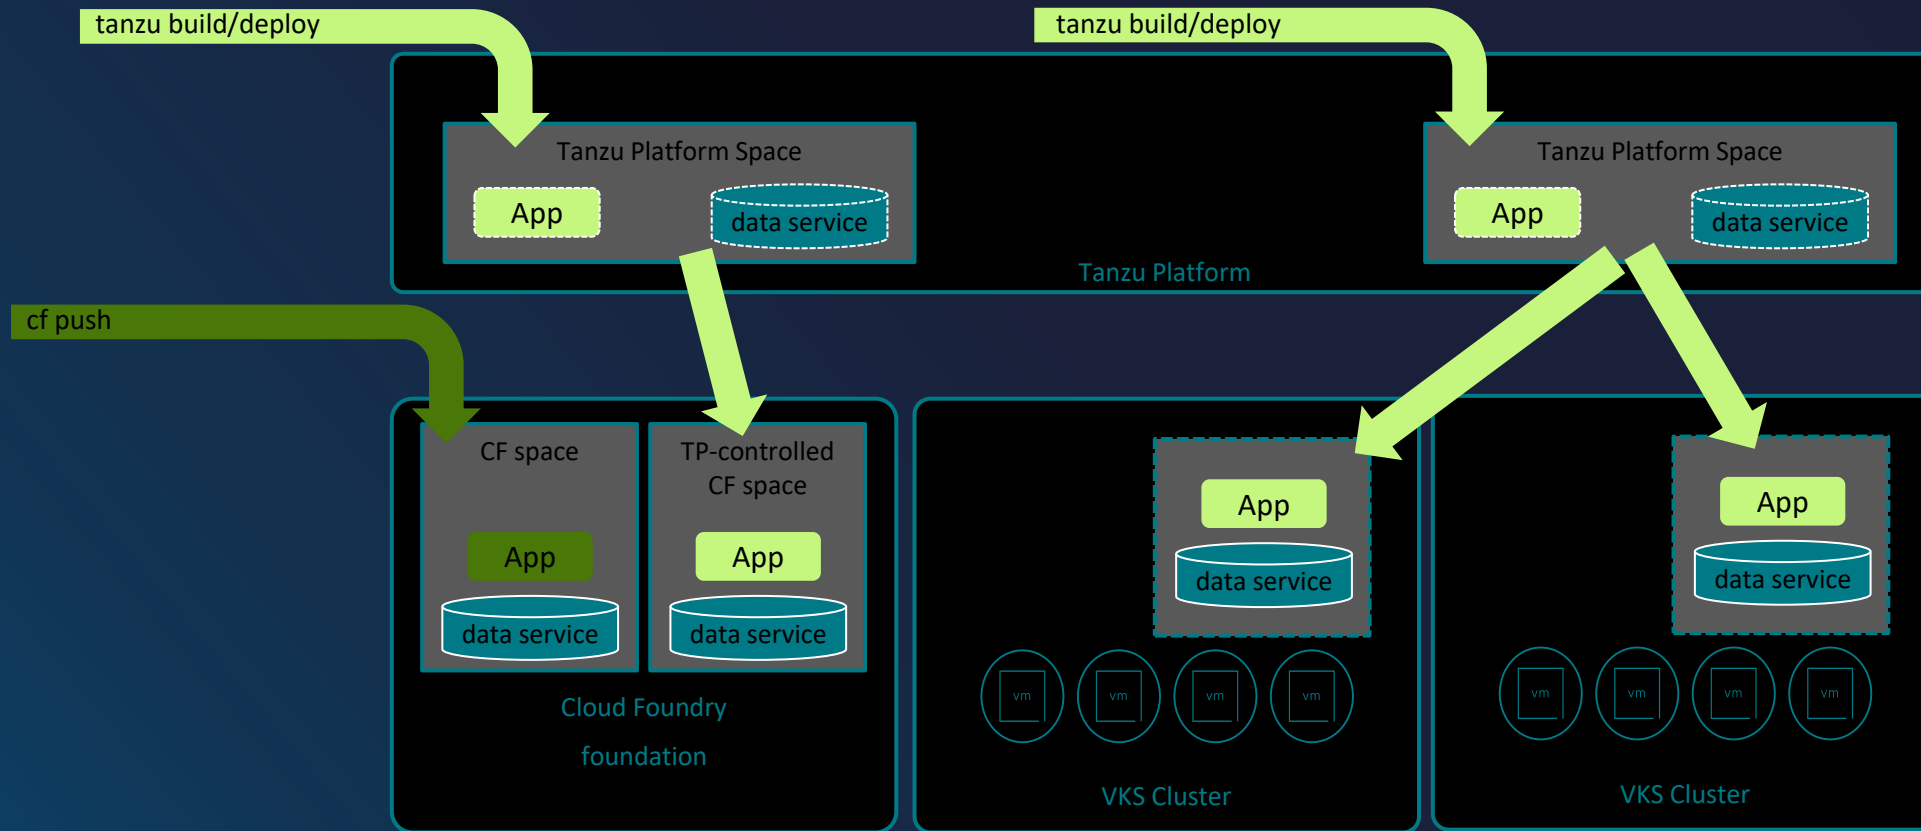 tanzu build/deploy
tanzu build/deploy
Tanzu Platform Space
App
data service
Tanzu Platform Space
App
data service
Tanzu Platform
cf push
CF space
App
data service
TP-controlled
CF space
App
data service
Cloud Foundry
foundation
App
data service
vm
vm
vm
vm
VKS Cluster
App
data service
vm
vm
vm
vm
VKS Cluster